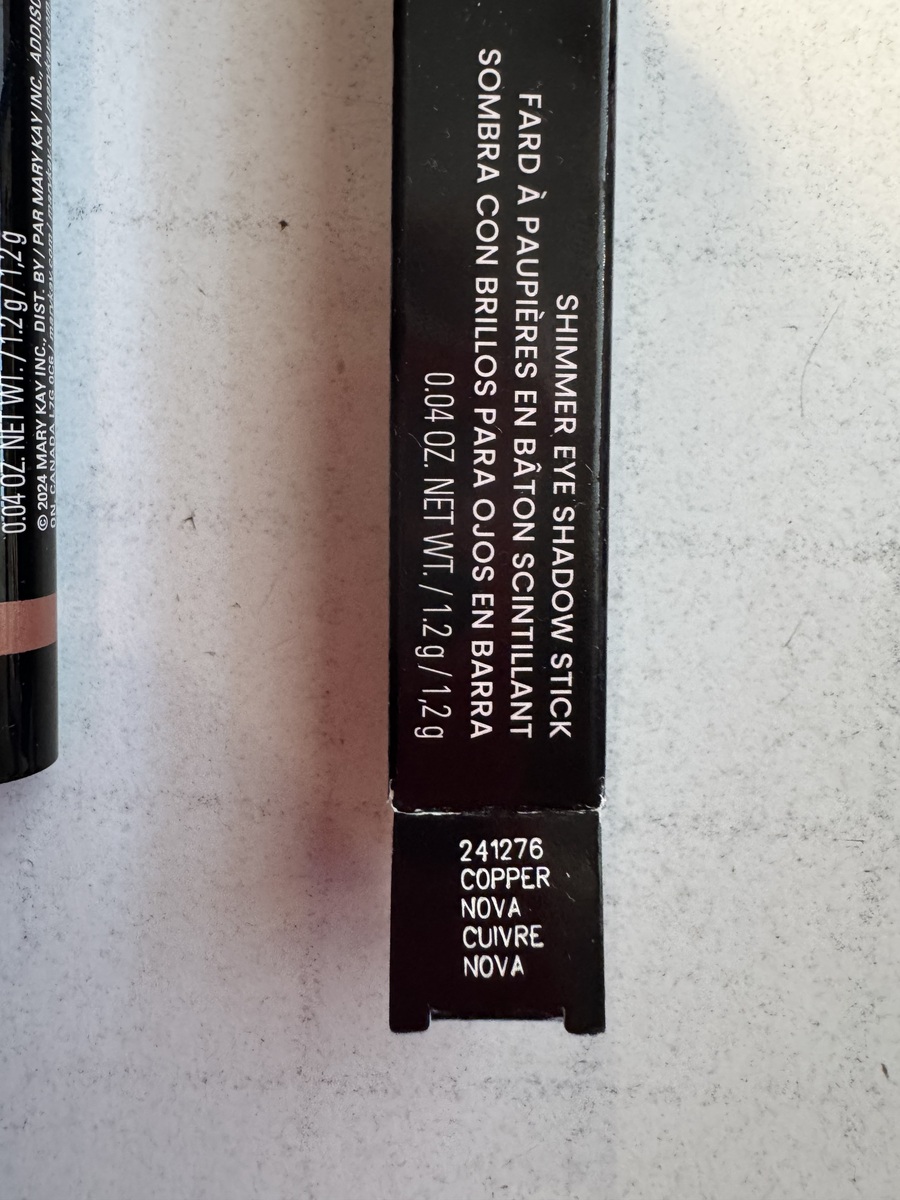 0.04 OZ. NET WT. / 1.2 g / 1,2 g
© 2024 MARY KAY INC., DIST. BY / PAR MARY KAY INC., ADDISO
SHIMMER EYE SHADOW STICK
FARD À PAUPIÈRES EN BÂTON SCINTILLANT
SOMBRA CON BRILLOS PARA OJOS EN BARRA
0.04 OZ. NET WT. / 1.2 g / 1,2 g
241276
COPPER
NOVA
CUIVRE
NOVA